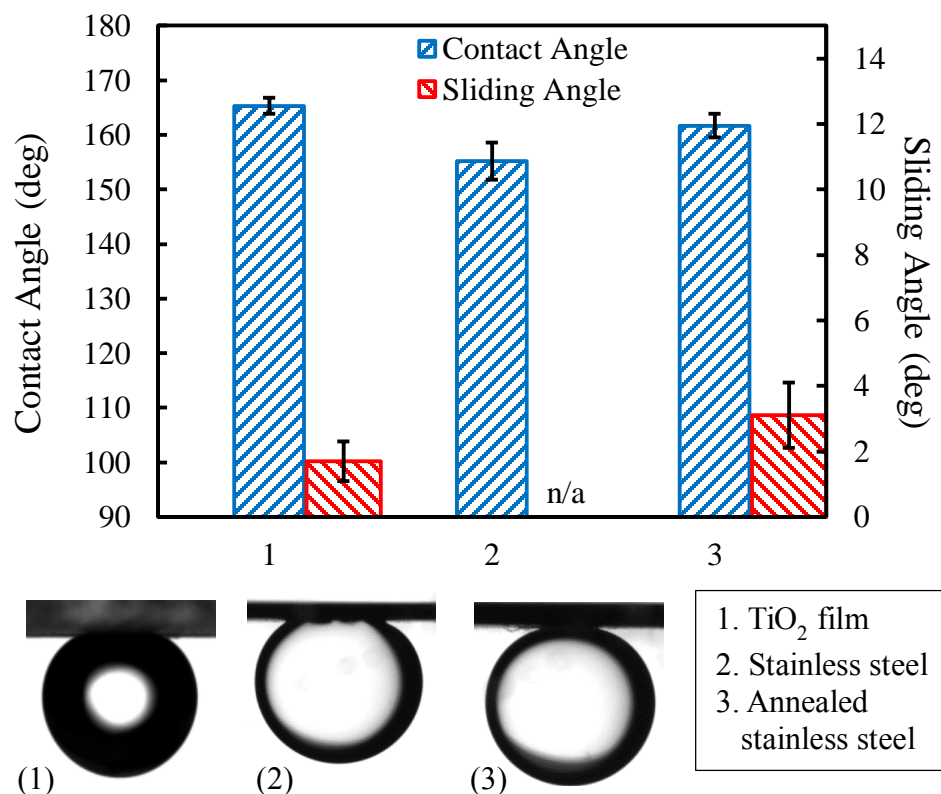 180
170
160
150
140
130
120
110
100
90
Contact Angle (deg)
Contact Angle
Sliding Angle
14
12
10
8
6
4
2
0
Sliding Angle (deg)
n/a
1
2
3
(1)
(2)
(3)
1. TiO₂ film
2. Stainless steel
3. Annealed
stainless steel